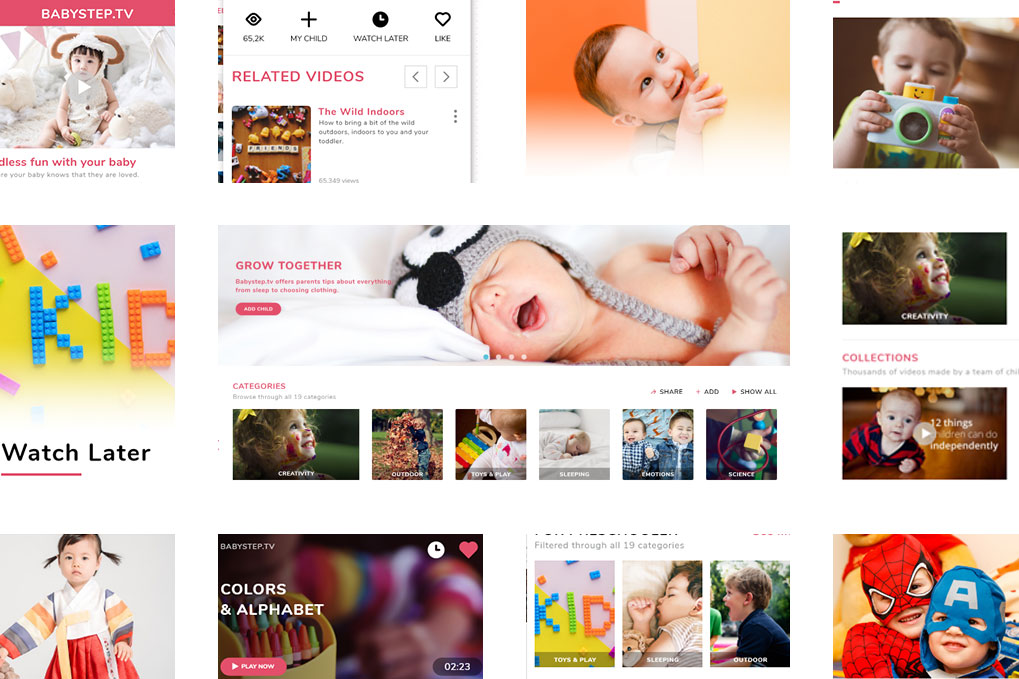 BABYSTEP.TV
dless fun with your baby
re your baby knows that they are loved.
65,2K
MY CHILD
WATCH LATER
LIKE
RELATED VIDEOS
The Wild Indoors
How to bring a bit of the wild
outdoors, indoors to you and your
toddler.
FRIENDS
65,349 views
KID
Watch Later
GROW TOGETHER
Babystep.tv offers parents tips about everything,
from sleep to choosing clothing.
ADD CHILD
CATEGORIES
Browse through all 19 categories
SHARE
ADD
SHOW ALL
CREATIVITY
OUTDOOR
TOYS & PLAY
SLEEPING
EMOTIONS
SCIENCE
CREATIVITY
COLLECTIONS
Thousands of videos made by a team of chi
12 things
children can do
independently
BABYSTEP.TV
COLORS
& ALPHABET
PLAY NOW
02:23
Filtered through all 19 categories
KID
TOYS & PLAY
SLEEPING
OUTDOOR
A